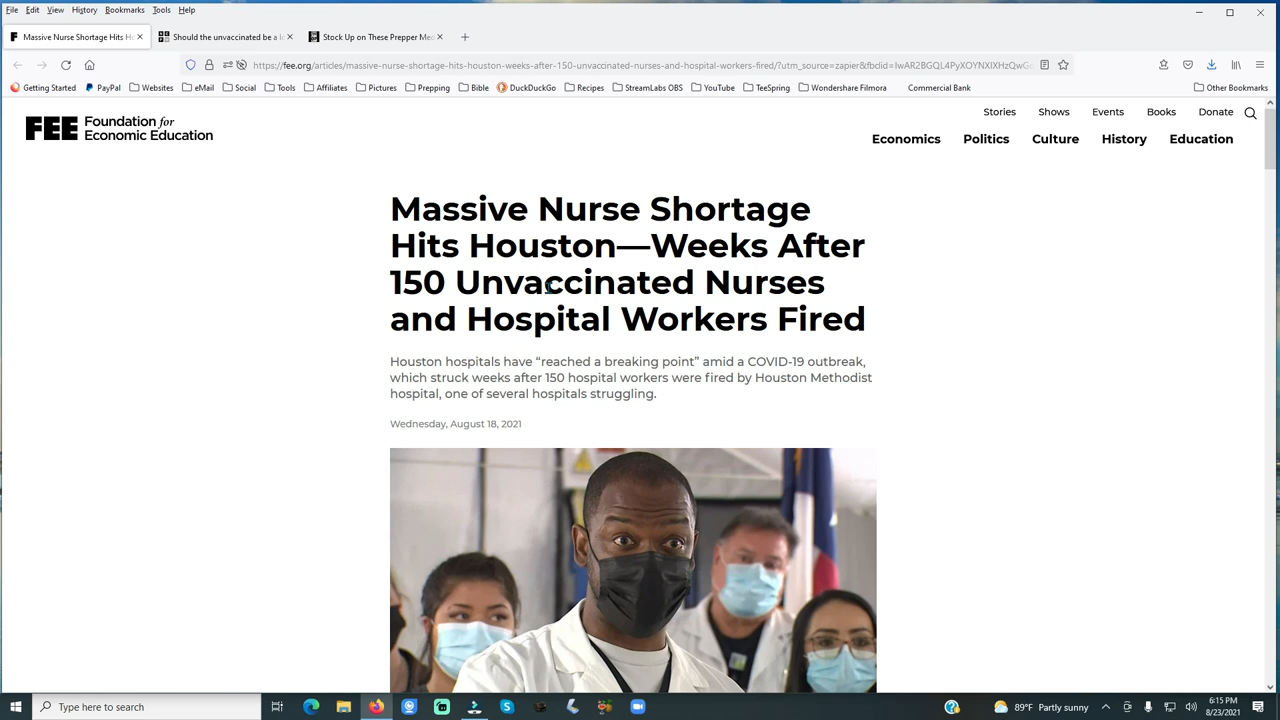 File Edit View History Bookmarks Tools Help
Massive Nurse Shortage Hits Ho
Should the unvaccinated be a lo
Stock Up on These Prepper Med
https://fee.org/articles/massive-nurse-shortage-hits-houston-weeks-after-150-unvaccinated-nurses-and-hospital-workers-fired/?utm_source=zapier&fbclid=
Getting Started PayPal Websites eMail Social Tools Affiliates Pictures Prepping Bible DuckDuckGo Recipes StreamLabs OBS YouTube TeeSpring Wondershare Filmora Commercial Bank Other Bookmarks
FEE Foundation for
Economic Education
Stories Shows Events Books Donate
Economics Politics Culture History Education
Massive Nurse Shortage
Hits Houston—Weeks After
150 Unvaccinated Nurses
and Hospital Workers Fired
Houston hospitals have “reached a breaking point” amid a COVID-19 outbreak,
which struck weeks after 150 hospital workers were fired by Houston Methodist
hospital, one of several hospitals struggling.
Wednesday, August 18, 2021
Type here to search
89°F Partly sunny
6:15 PM
8/23/2021